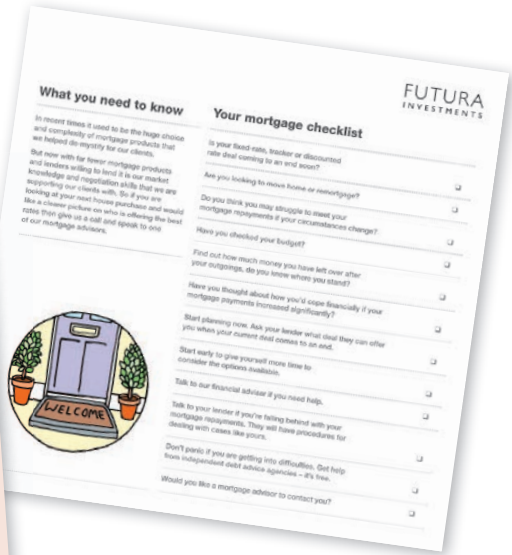 FUTURA
INVESTMENTS
What you need to know
In recent times it used to be the huge choice
and complexity of mortgage products that
we helped de-mystify for our clients.
But now with far fewer mortgage products
and lenders willing to lend it is our market
knowledge and negotiation skills that we are
supporting our clients with. So if you are
looking at your next house purchase and would
like a clearer picture on who is offering the best
rates then give us a call and speak to one
of our mortgage advisors.
WELCOME
Your mortgage checklist
Is your fixed-rate, tracker or discounted
rate deal coming to an end soon?
Are you looking to move home or remortgage?
Do you think you may struggle to meet your
mortgage repayments if your circumstances change?
Have you checked your budget?
Find out how much money you have left over after
your outgoings, do you know where you stand?
Have you thought about how you'd cope financially if your
mortgage payments increased significantly?
Start planning now. Ask your lender what deal they can offer
you when your current deal comes to an end.
Start early to give yourself more time to
consider the options available.
Talk to our financial adviser if you need help.
Talk to your lender if you're falling behind with your
mortgage repayments. They will have procedures for
dealing with cases like yours.
Don't panic if you are getting into difficulties. Get help
from independent debt advice agencies – it's free.
Would you like a mortgage advisor to contact you?